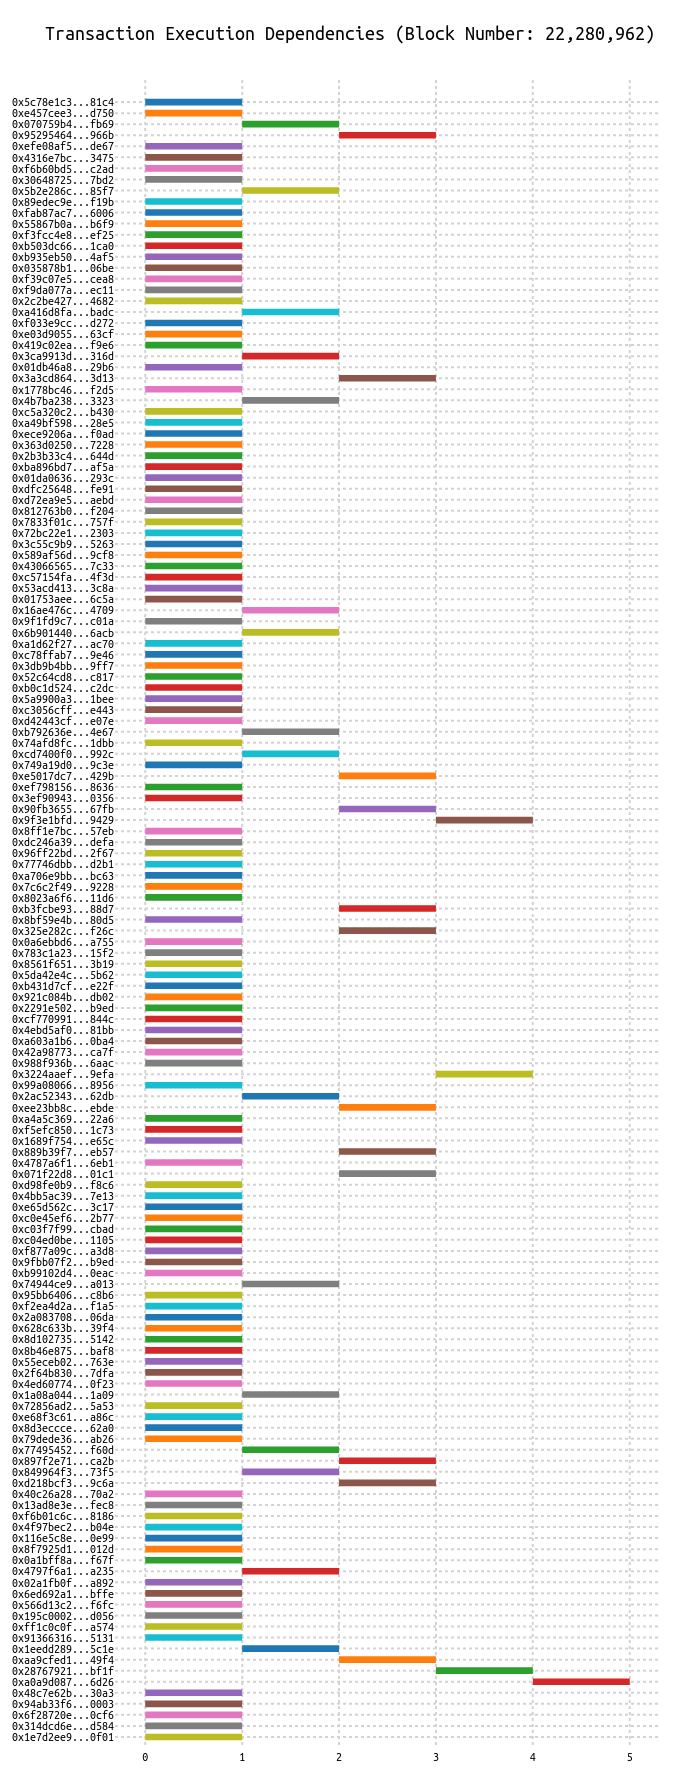 Transaction Execution Dependencies (Block Number: 22,280,962)
0x5c78e1c3...81c4
0xe457cee3...d750
0x070759b4...fb69
0x95295464...966b
0xefe08af5...de67
0x4316e7bc...3475
0xf6b60bd5...c2ad
0x30648725...7bd2
0x5b2e286c...85f7
0x89edec9e...f19b
0xfab87ac7...6006
0x55867b0a...b6f9
0xf3fcc4e8...ef25
0xb503dc66...1ca0
0xb935eb50...4af5
0x035878b1...06be
0xf39c07e5...cea8
0xf9da077a...ec11
0x2c2be427...4682
0xa416d8fa...badc
0xf033e9cc...d272
0xe03d9055...63cf
0x419c02ea...f9e6
0x3ca9913d...316d
0x01db46a8...29b6
0x3a3cd864...3d13
0x1778bc46...f2d5
0x4b7ba238...3323
0xc5a320c2...b430
0xa49bf598...28e5
0xece9206a...f0ad
0x363d0250...7228
0x2b3b33c4...644d
0xba896bd7...af5a
0x01da0636...293c
0xdfc25648...fe91
0xd72ea9e5...aebd
0x812763b0...f204
0x7833f01c...757f
0x72bc22e1...2303
0x3c55c9b9...5263
0x589af56d...9cf8
0x43066565...7c33
0xc57154fa...4f3d
0x53acd413...3c8a
0x01753aee...6c5a
0x16ae476c...4709
0x9f1fd9c7...c01a
0x6b901440...6acb
0xa1d62f27...ac70
0xc78ffab7...9e46
0x3db9b4bb...9ff7
0x52c64cd8...c817
0xb0c1d524...c2dc
0x5a9900a3...1bee
0xc3056cff...e443
0xd42443cf...e07e
0xb792636e...4e67
0x74afd8fc...1dbb
0xcd7400f0...992c
0x749a19d0...9c3e
0xe5017dc7...429b
0xef798156...8636
0x3ef90943...0356
0x90fb3655...67fb
0x9f3e1bfd...9429
0x8ff1e7bc...57eb
0xdc246a39...defa
0x96ff22bd...2f67
0x77746dbb...d2b1
0xa706e9bb...bc63
0x7c6c2f49...9228
0x8023a6f6...11d6
0xb3fcbe93...88d7
0x8bf59e4b...80d5
0x325e282c...f26c
0x0a6ebbd6...a755
0x783c1a23...15f2
0x8561f651...3b19
0x5da42e4c...5b62
0xb431d7cf...e22f
0x921c084b...db02
0x2291e502...b9ed
0xcf770991...844c
0x4ebd5af0...81bb
0xa603a1b6...0ba4
0x42a98773...ca7f
0x988f936b...6aac
0x3224aaef...9efa
0x99a08066...8956
0x2ac52343...62db
0xee23bb8c...ebde
0xa4a5c369...22a6
0xf5efc850...1c73
0x1689f754...e65c
0x889b39f7...eb57
0x4787a6f1...6eb1
0x071f22d8...01c1
0xd98fe0b9...f8c6
0x4bb5ac39...7e13
0xe65d562c...3c17
0xc0e45ef6...2b77
0xc03f7f99...cbad
0xc04ed0be...1105
0xf877a09c...a3d8
0x9fbb07f2...b9ed
0xb99102d4...0eac
0x74944ce9...a013
0x95bb6406...c8b6
0xf2ea4d2a...f1a5
0x2a083708...06da
0x628c633b...39f4
0x8d102735...5142
0x8b46e875...baf8
0x55eceb02...763e
0x2f64b830...7dfa
0x4ed60774...0f23
0x1a08a044...1a09
0x72856ad2...5a53
0xe68f3c61...a86c
0x8d3eccce...62a0
0x79dede36...ab26
0x77495452...f60d
0x897f2e71...ca2b
0x849964f3...73f5
0xd218bcf3...9c6a
0x40c26a28...70a2
0x13ad8e3e...fec8
0xf6b01c6c...8186
0x4f97bec2...b04e
0x116e5c8e...0e99
0x8f7925d1...012d
0x0a1bff8a...f67f
0x4797f6a1...a235
0x02a1fb0f...a892
0x6ed692a1...bffe
0x566d13c2...f6fc
0x195c0002...d056
0xff1c0c0f...a574
0x91366316...5131
0x1eedd289...5c1e
0xaa9cfed1...49f4
0x28767921...bf1f
0xa0a9d087...6d26
0x48c7e62b...30a3
0x94ab33f6...0003
0x6f28720e...0cf6
0x314dcd6e...d584
0x1e7d2ee9...0f01
0 1 2 3 4 5